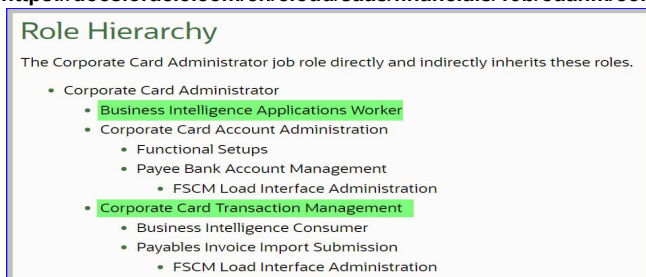 Role Hierarchy
The Corporate Card Administrator job role directly and indirectly inherits these roles.
Corporate Card Administrator
Business Intelligence Applications Worker
Corporate Card Account Administration
Functional Setups
Payee Bank Account Management
FSCM Load Interface Administration
Corporate Card Transaction Management
Business Intelligence Consumer
Payables Invoice Import Submission
FSCM Load Interface Administration